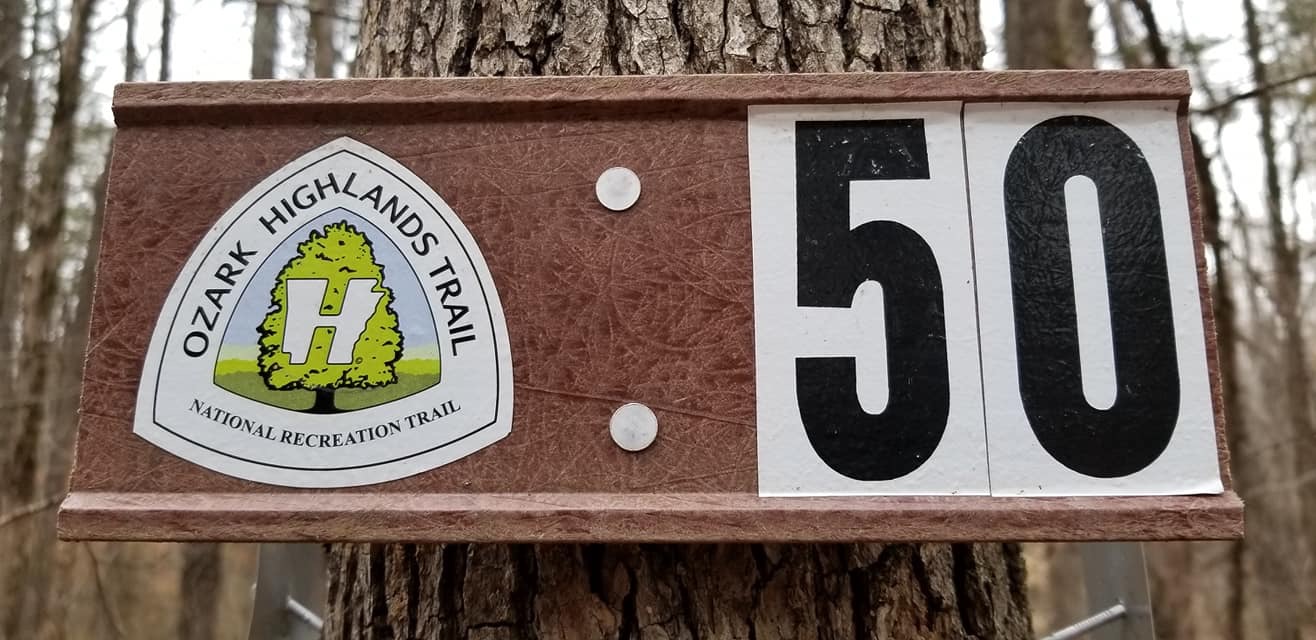 OZARK HIGHLANDS TRAIL
H
NATIONAL RECREATION TRAIL
50